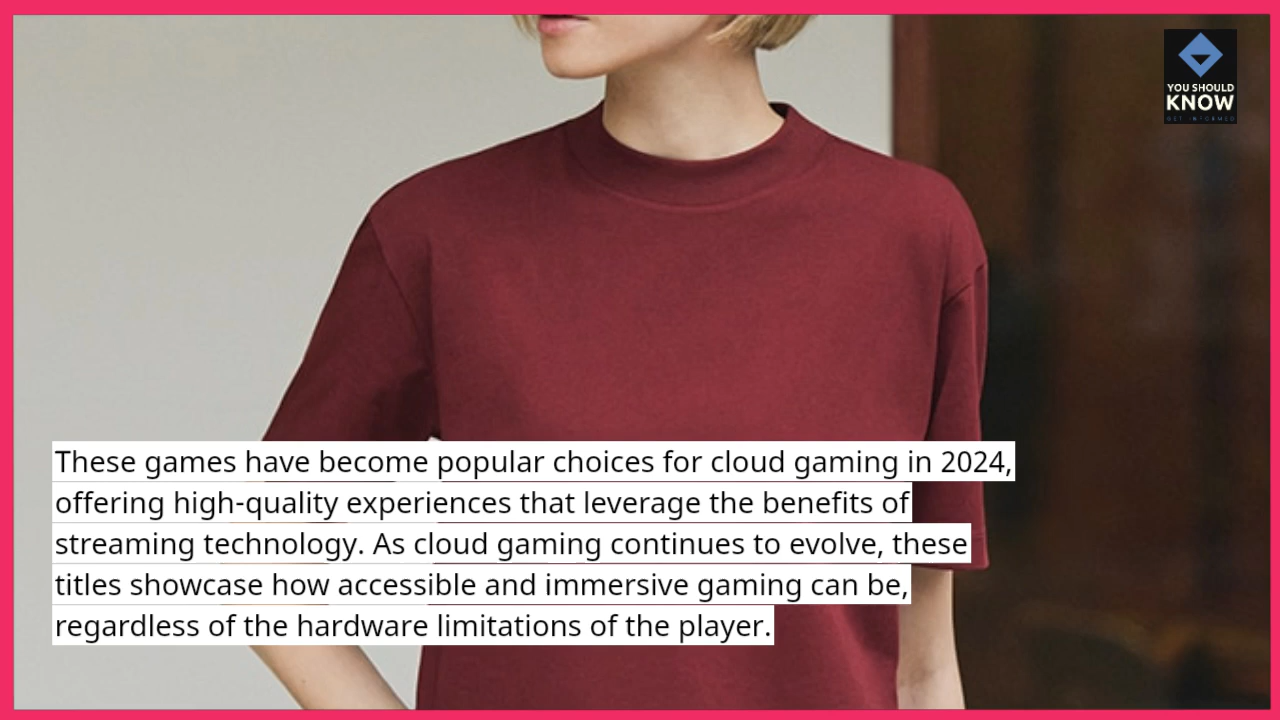 YOU SHOULD
KNOW
GET INFORMED
These games have become popular choices for cloud gaming in 2024,
offering high-quality experiences that leverage the benefits of
streaming technology. As cloud gaming continues to evolve, these
titles showcase how accessible and immersive gaming can be,
regardless of the hardware limitations of the player.